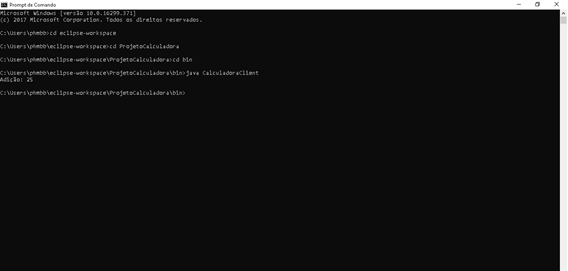 Prompt de Comando
Microsoft Windows [versão 10.0.16299.371]
(c) 2017 Microsoft Corporation. Todos os direitos reservados.
C:\Users\phmbb>cd eclipse-workspace
C:\Users\phmbb\eclipse-workspace>cd ProjetoCalculadora
C:\Users\phmbb\eclipse-workspace\ProjetoCalculadora>cd bin
C:\Users\phmbb\eclipse-workspace\ProjetoCalculadora\bin>java CalculadoraClient
Adição: 25
C:\Users\phmbb\eclipse-workspace\ProjetoCalculadora\bin>